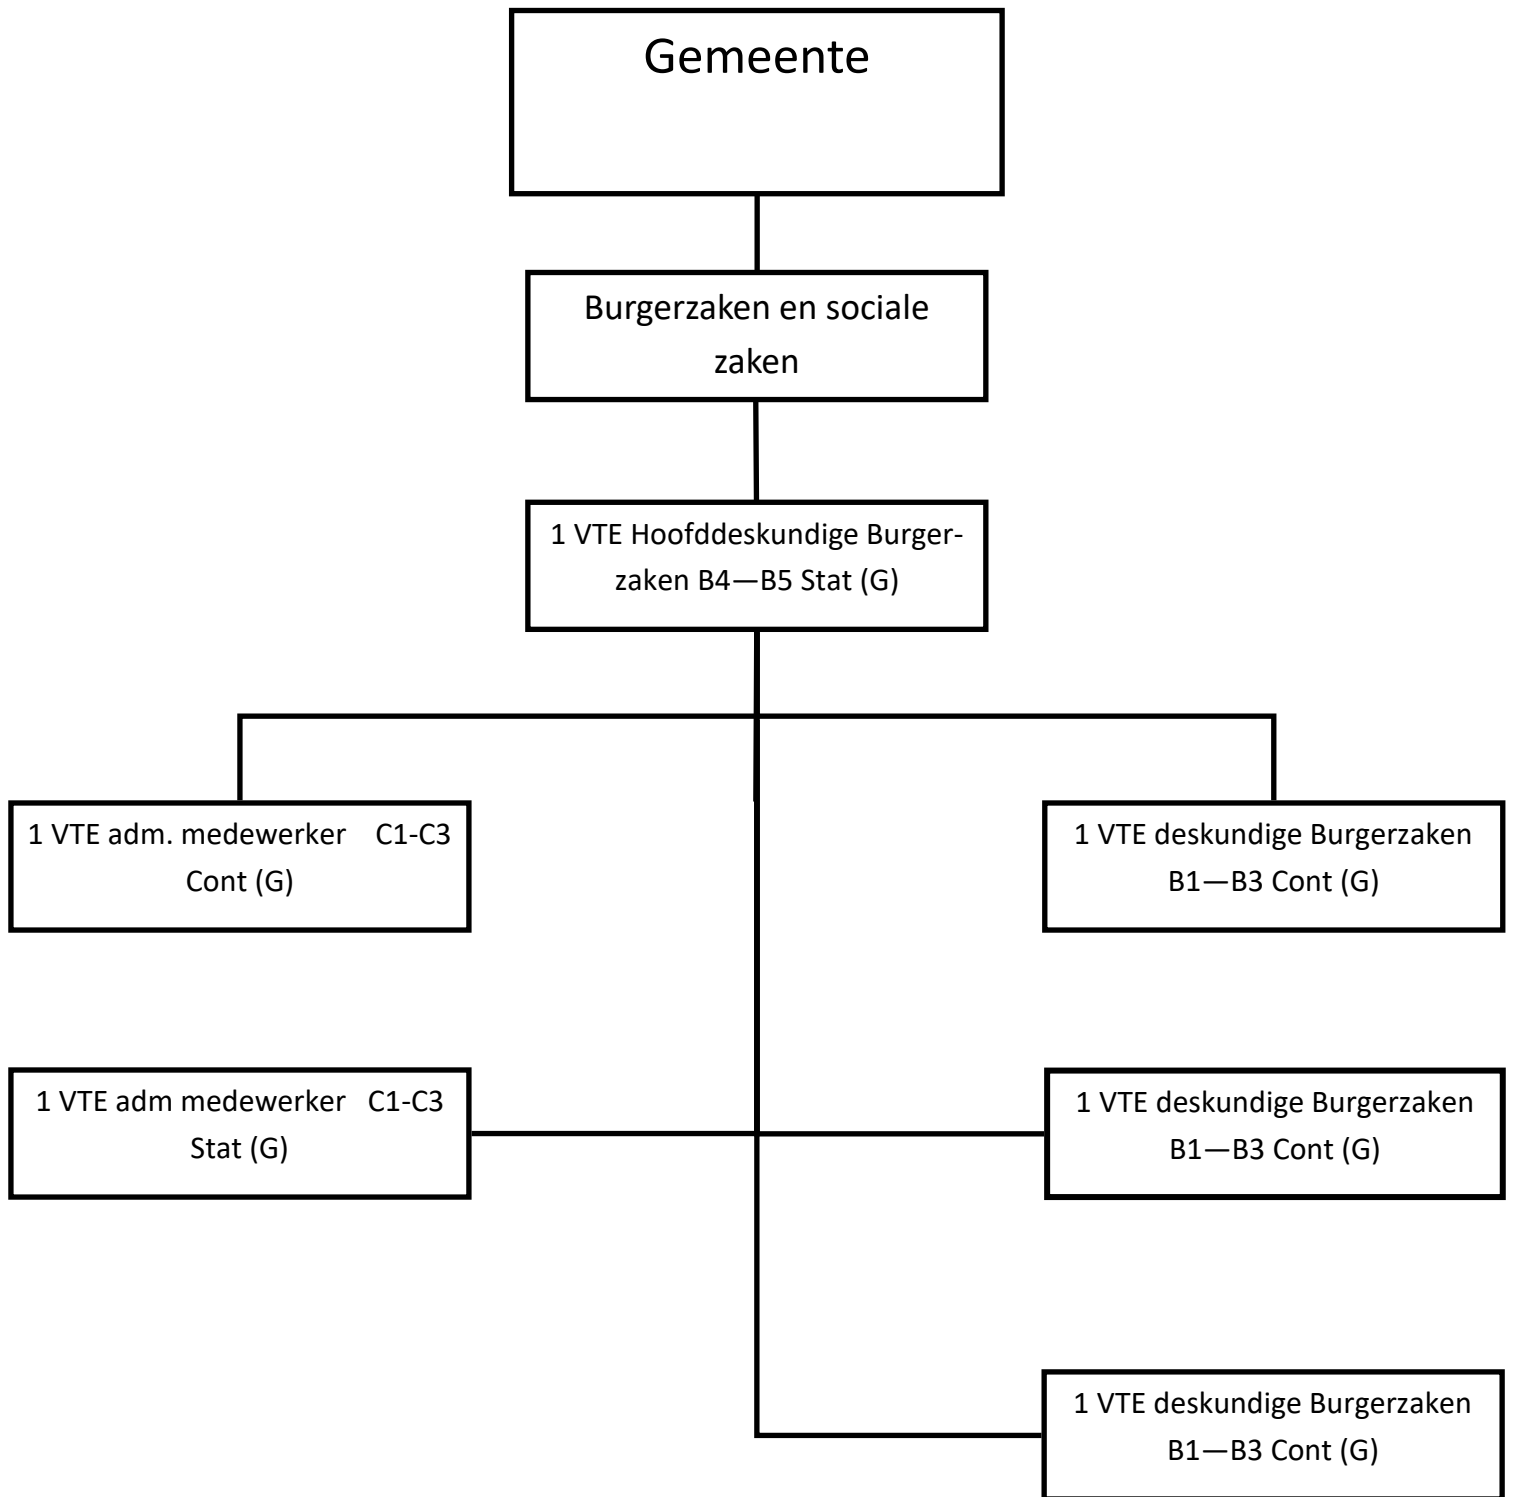 Gemeente
Burgerzaken en sociale
zaken
1 VTE Hoofddeskundige Burger-
zaken B4—B5 Stat (G)
1 VTE adm. medewerker C1-C3
Cont (G)
1 VTE deskundige Burgerzaken
B1—B3 Cont (G)
1 VTE adm medewerker C1-C3
Stat (G)
1 VTE deskundige Burgerzaken
B1—B3 Cont (G)
1 VTE deskundige Burgerzaken
B1—B3 Cont (G)